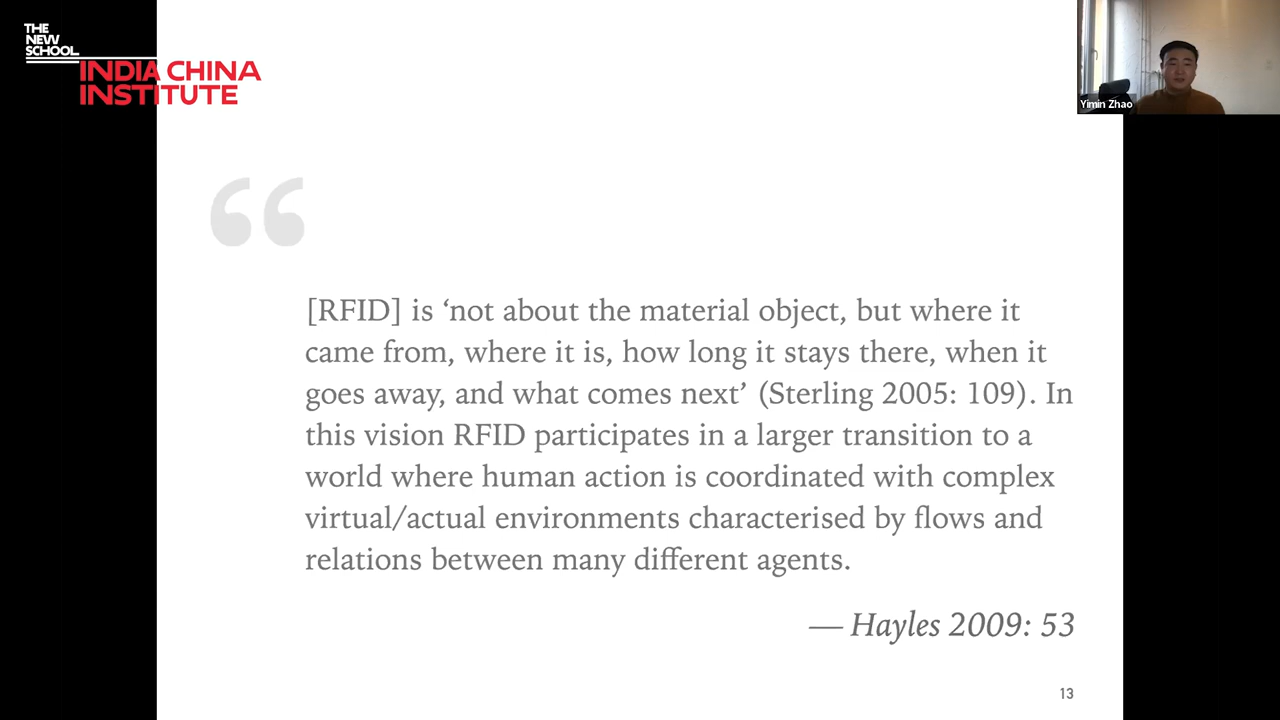 THE
NEW
SCHOOL
INDIA CHINA
INSTITUTE
Yimin Zhao
“
[RFID] is ‘not about the material object, but where it
came from, where it is, how long it stays there, when it
goes away, and what comes next’ (Sterling 2005: 109). In
this vision RFID participates in a larger transition to a
world where human action is coordinated with complex
virtual/actual environments characterised by flows and
relations between many different agents.
— Hayles 2009: 53
13